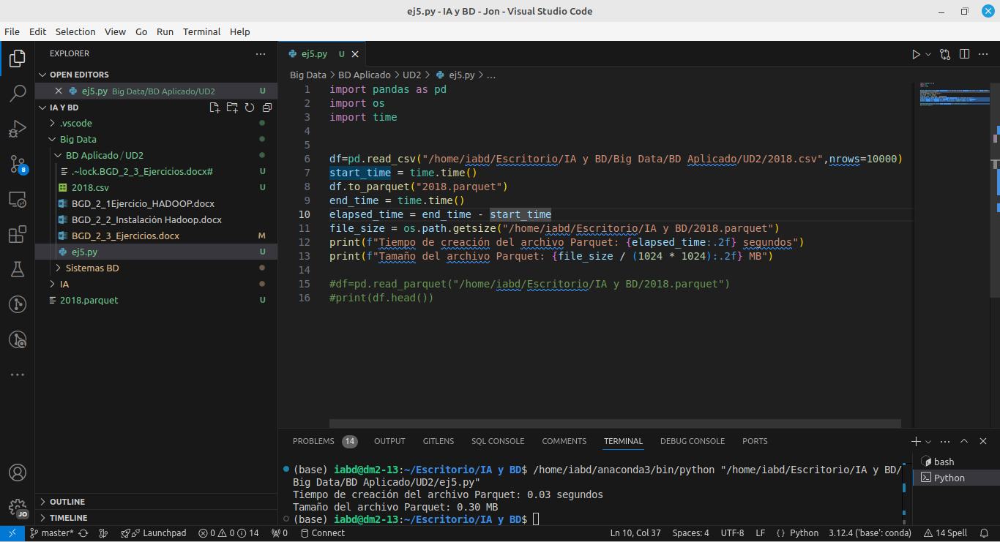 ej5.py - IA y BD - Jon - Visual Studio Code
File Edit Selection View Go Run Terminal Help
EXPLORER
OPEN EDITORS
ej5.py Big Data/BD Aplicado/UD2 U
IA Y BD
.vscode
Big Data
BD Aplicado / UD2
.~lock.BGD_2_3_Ejercicios.docx# U
2018.csv U
BGD_2_1Ejercicio_HADOOP.docx
BGD_2_2_Instalación Hadoop.docx
BGD_2_3_Ejercicios.docx M
ej5.py U
Sistemas BD
IA
2018.parquet U
OUTLINE
TIMELINE
8
JO
ej5.py U
Big Data > BD Aplicado > UD2 > ej5.py > ...
1 import pandas as pd
2 import os
3 import time
4
5
6 df=pd.read_csv("/home/iabd/Escritorio/IA y BD/Big Data/BD Aplicado/UD2/2018.csv",nrows=10000)
7 start_time = time.time()
8 df.to_parquet("2018.parquet")
9 end_time = time.time()
10 elapsed_time = end_time - start_time
11 file_size = os.path.getsize("/home/iabd/Escritorio/IA y BD/2018.parquet")
12 print(f"Tiempo de creación del archivo Parquet: {elapsed_time:.2f} segundos")
13 print(f"Tamaño del archivo Parquet: {file_size / (1024 * 1024):.2f} MB")
14
15 #df=pd.read_parquet("/home/iabd/Escritorio/IA y BD/2018.parquet")
16 #print(df.head())
PROBLEMS 14 OUTPUT GITLENS SQL CONSOLE COMMENTS TERMINAL DEBUG CONSOLE PORTS
(base) iabd@dm2-13:~/Escritorio/IA y BD$ /home/iabd/anaconda3/bin/python "/home/iabd/Escritorio/IA y BD/
Big Data/BD Aplicado/UD2/ej5.py"
Tiempo de creación del archivo Parquet: 0.03 segundos
Tamaño del archivo Parquet: 0.30 MB
(base) iabd@dm2-13:~/Escritorio/IA y BD$
bash
Python
master* Launchpad 0 0 14 0 Connect Ln 10, Col 37 Spaces: 4 UTF-8 LF { } Python 3.12.4 ('base': conda) 14 Spell